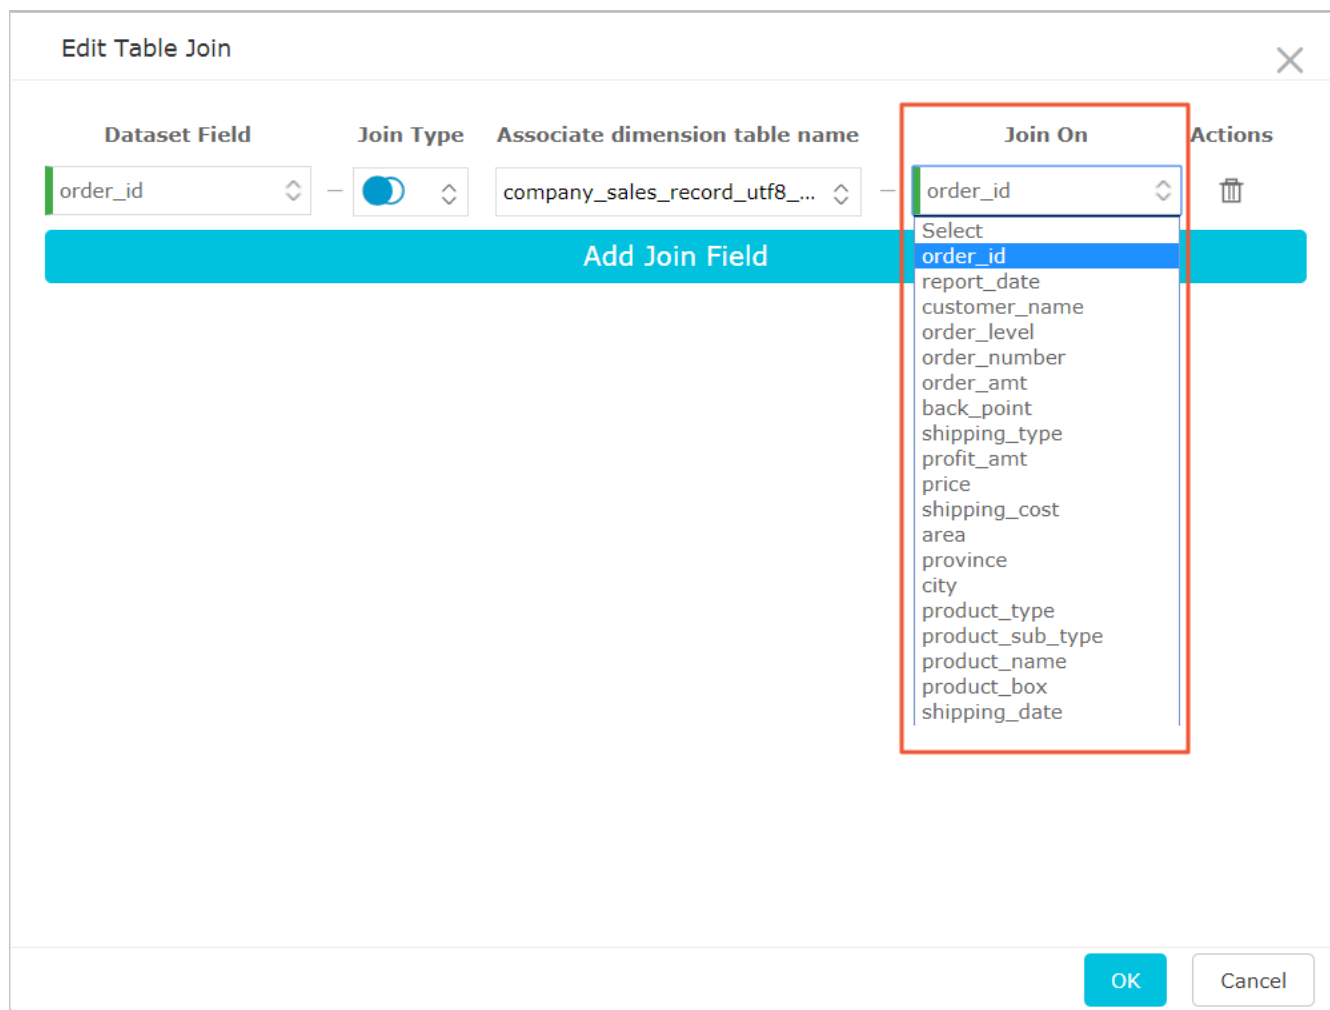 Edit Table Join
Dataset Field Join Type Associate dimension table name Join On Actions
order_id company_sales_record_utf8_... order_id
Add Join Field
Select
order_id
report_date
customer_name
order_level
order_number
order_amt
back_point
shipping_type
profit_amt
price
shipping_cost
area
province
city
product_type
product_sub_type
product_name
product_box
shipping_date
OK Cancel